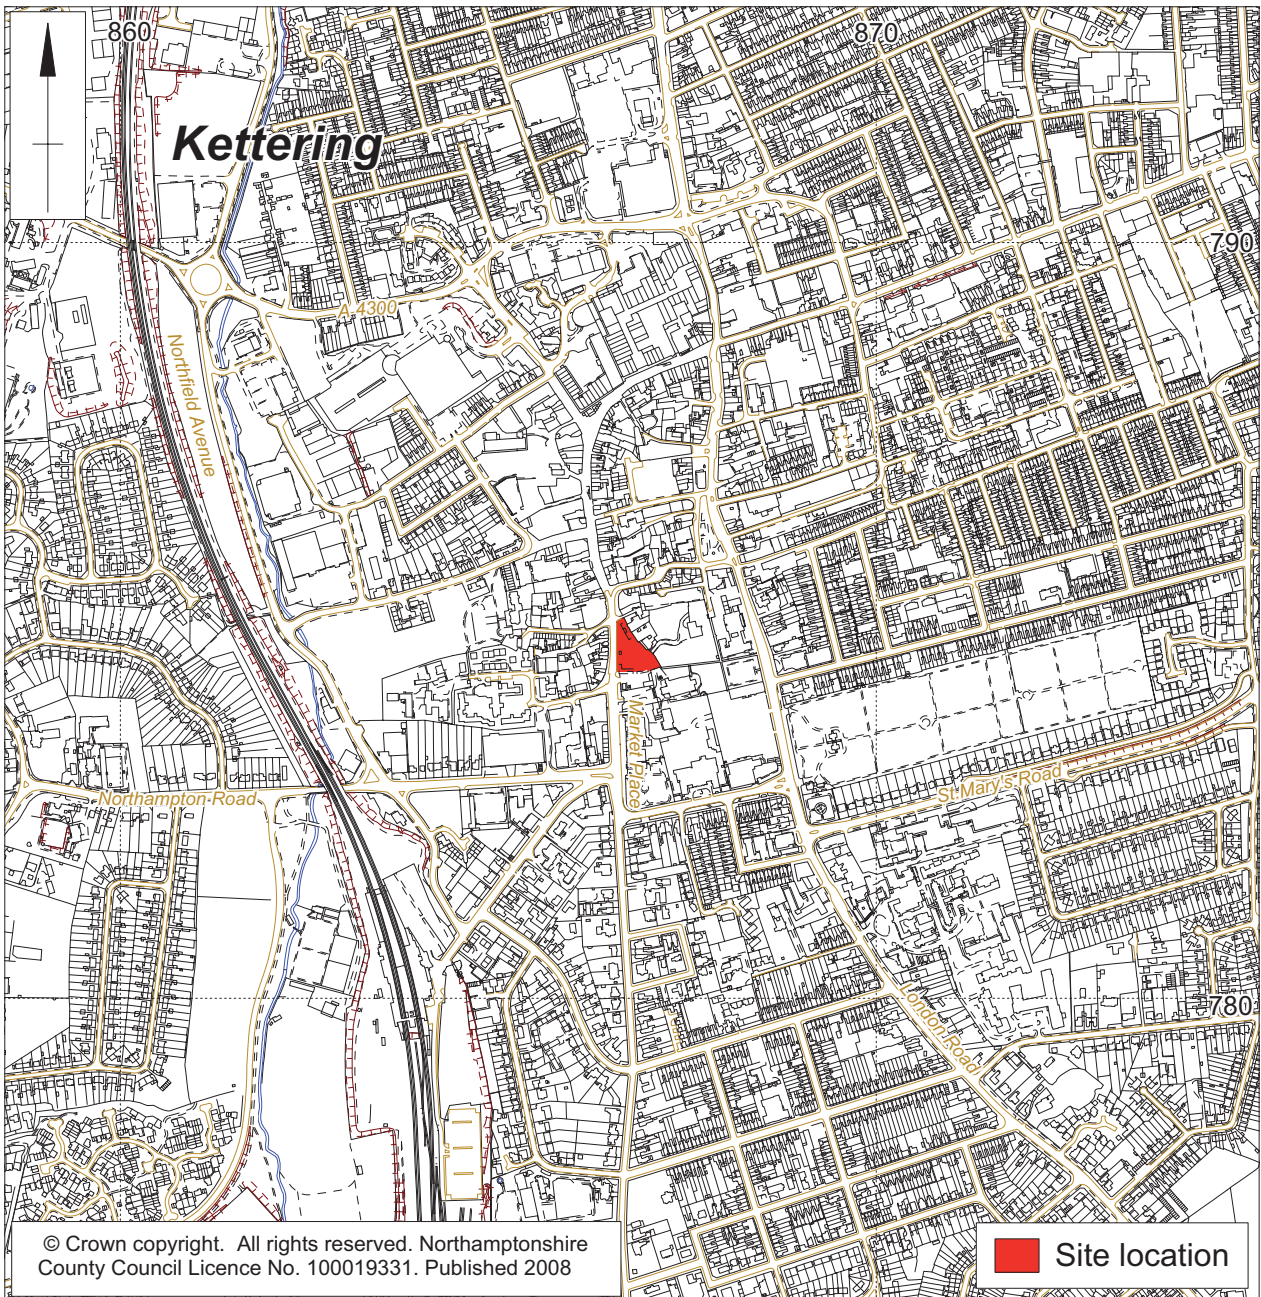 860
870
Kettering
790
A 4300
Northfield Avenue
Market Place
Northampton Road
St Mary's Road
780
London Road
© Crown copyright. All rights reserved. Northamptonshire
County Council Licence No. 100019331. Published 2008
Site location